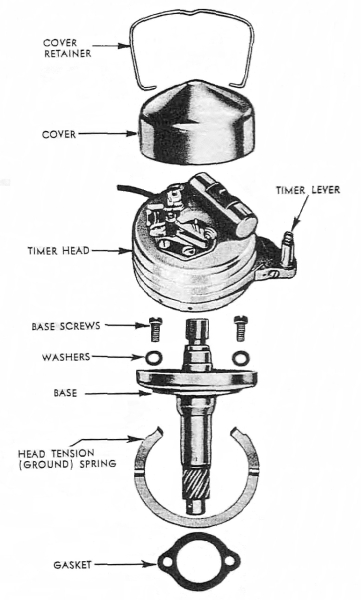 COVER
RETAINER
COVER
TIMER LEVER
TIMER HEAD
BASE SCREWS
WASHERS
BASE
HEAD TENSION
(GROUND) SPRING
GASKET